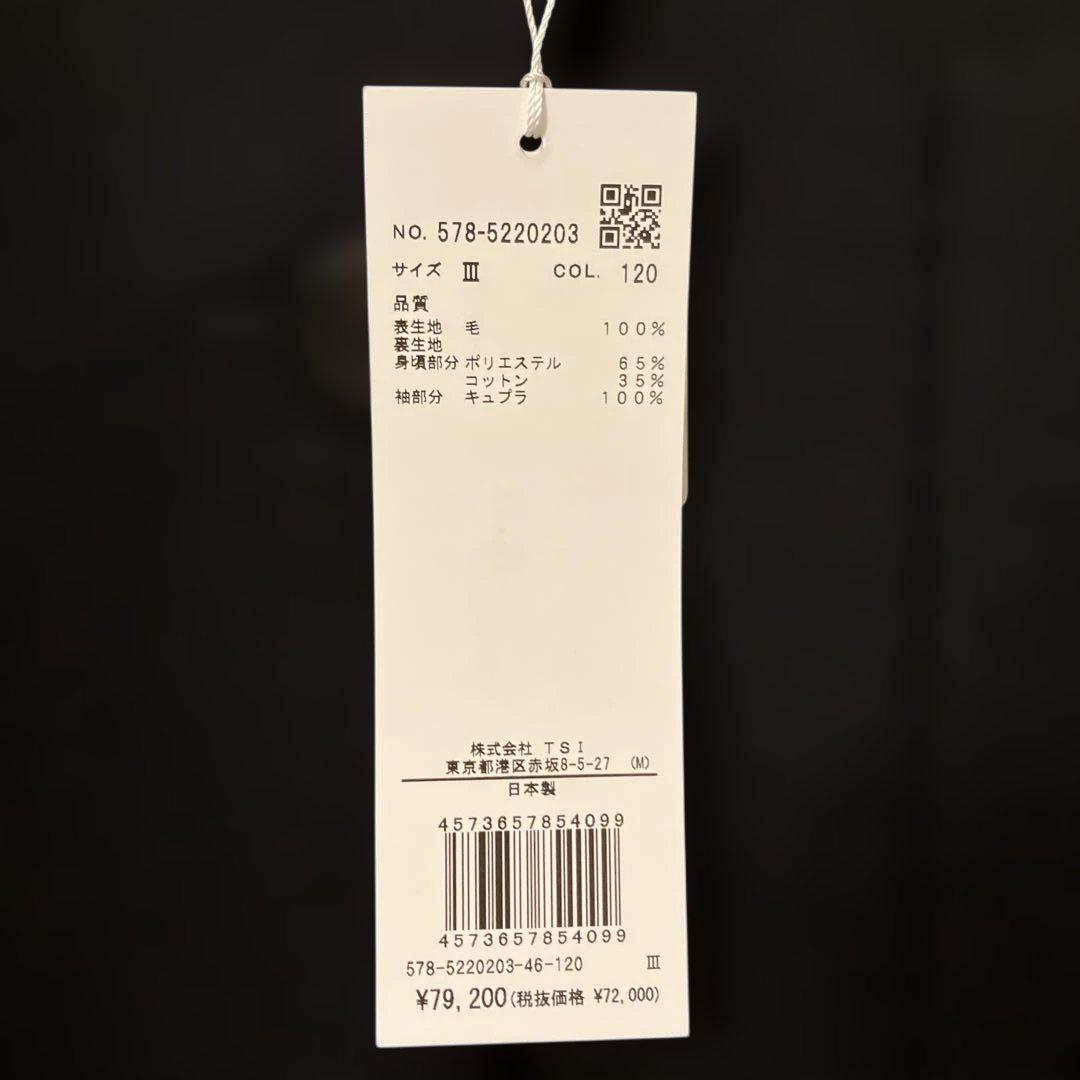 NO. 578-5220203
サイズ Ⅲ COL. 120
品質
表生地 毛 100%
裏生地
身頃部分 ポリエステル 65%
コットン 35%
袖部分 キュプラ 100%
株式会社 TSI
東京都港区赤坂8-5-27 (M)
日本製
4573657854099
4573657854099
578-5220203-46-120 Ⅲ
¥79,200(税抜価格 ¥72,000)